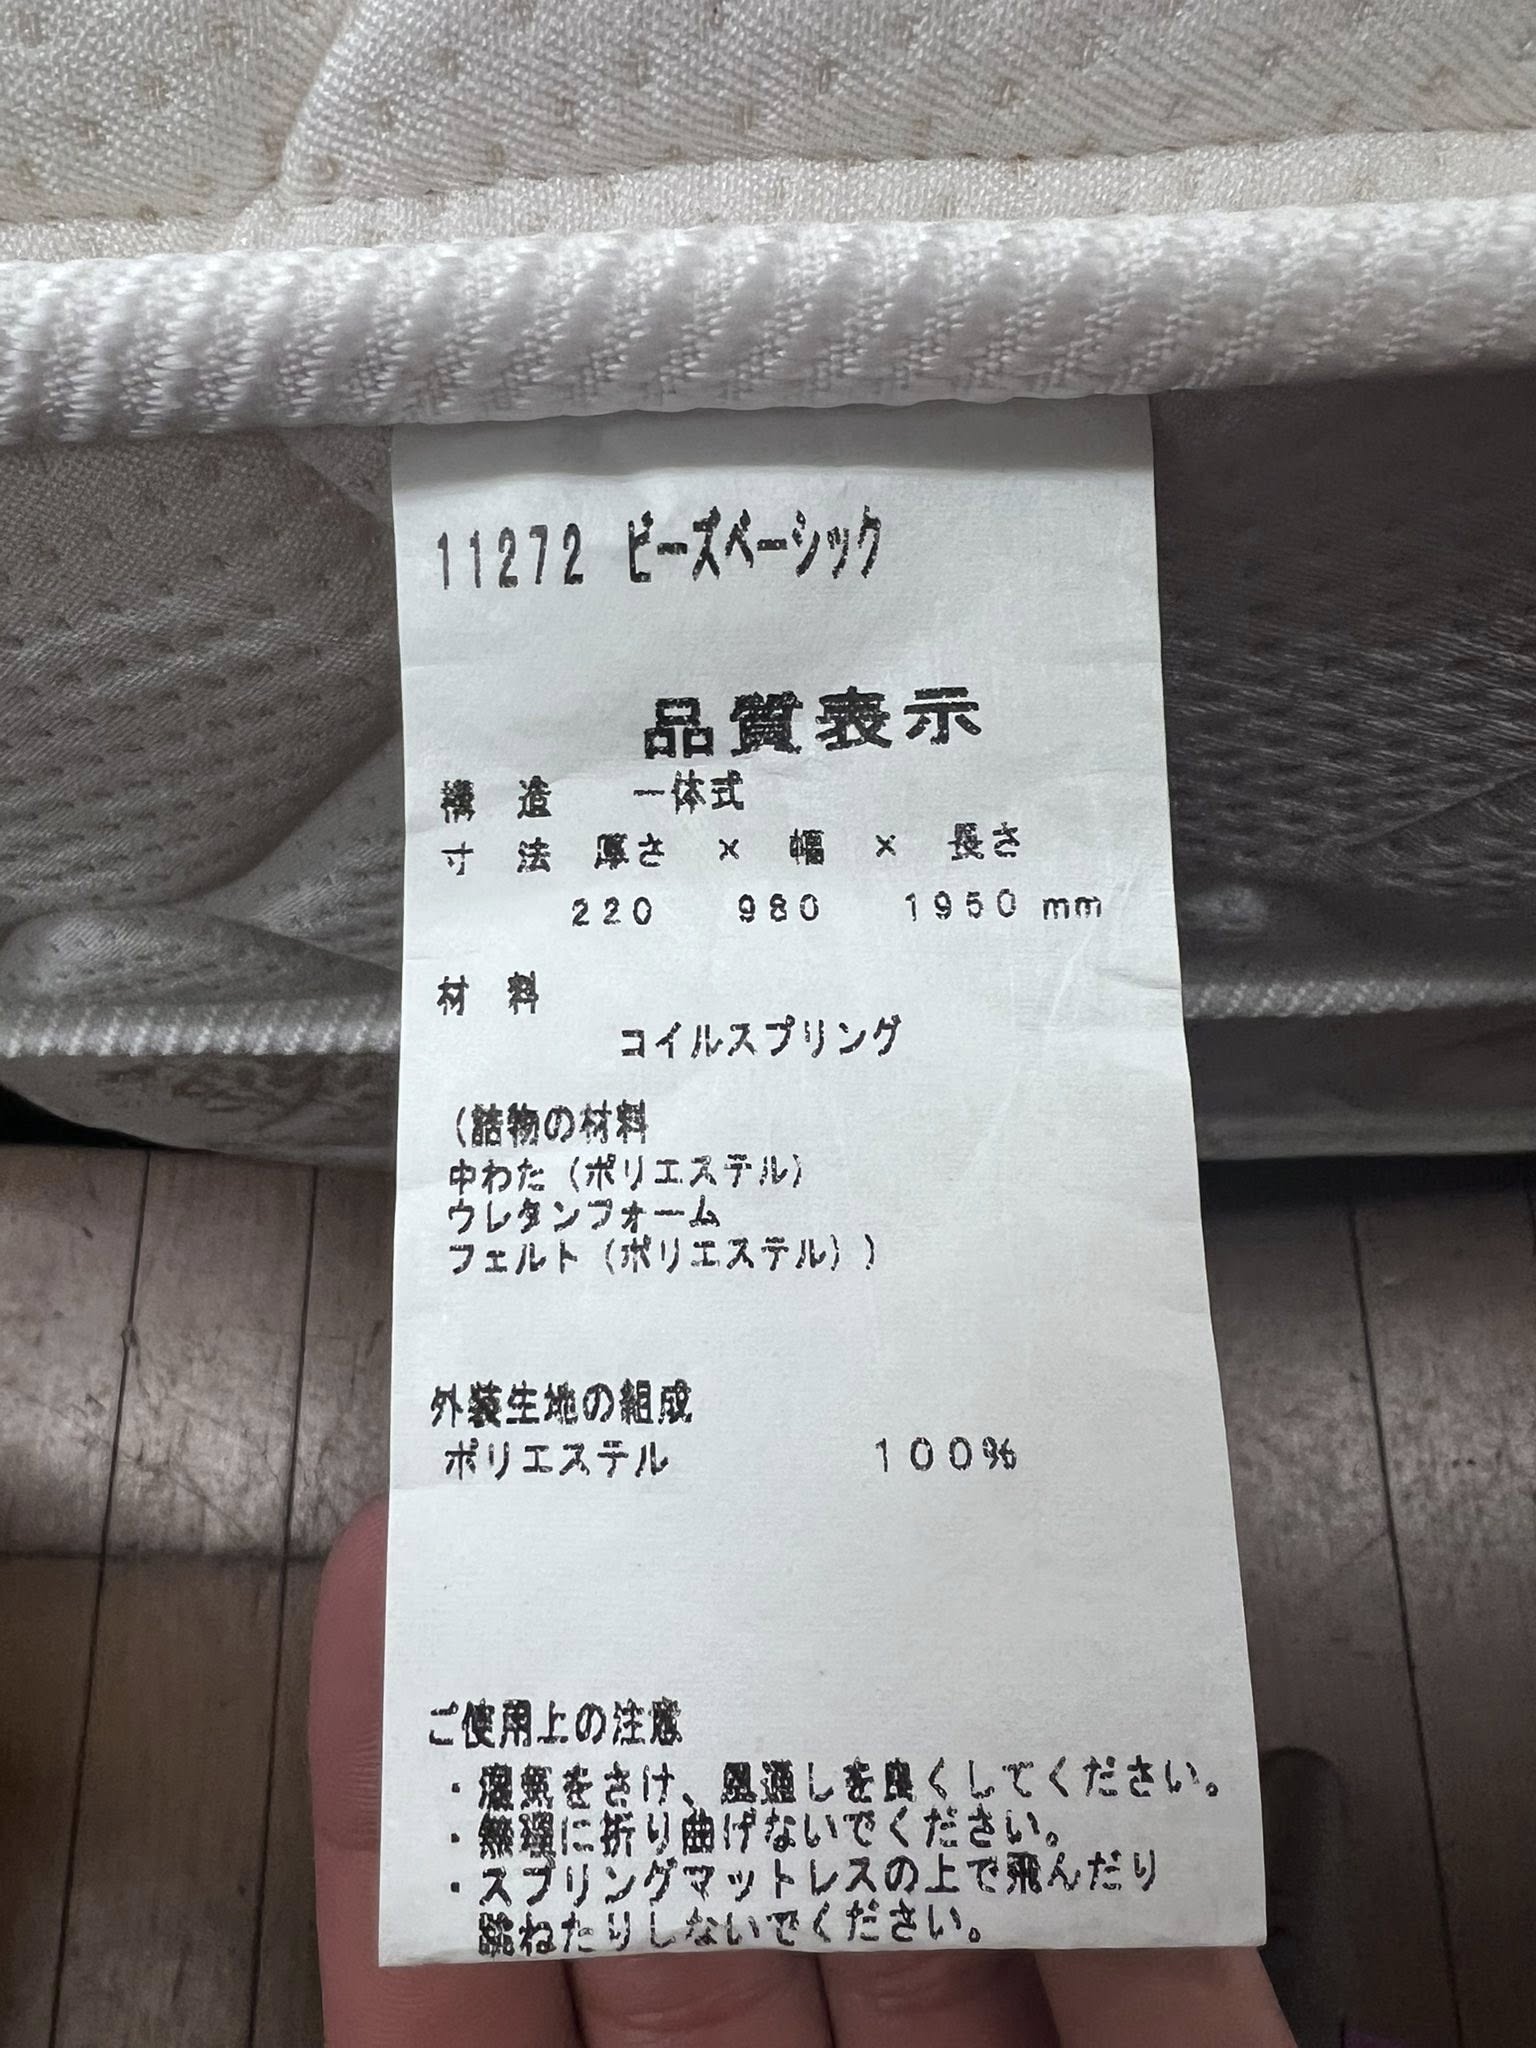 11272 ビーズベーシック
品質表示
構 造 一体式
寸 法 厚さ × 幅 × 長さ
220 980 1950 mm
材 料
コイルスプリング
(詰物の材料
中わた(ポリエステル)
ウレタンフォーム
フェルト(ポリエステル))
外装生地の組成
ポリエステル 100%
ご使用上の注意
・湿気をさけ、風通しを良くしてください。
・無理に折り曲げないでください。
・スプリングマットレスの上で飛んだり
跳ねたりしないでください。